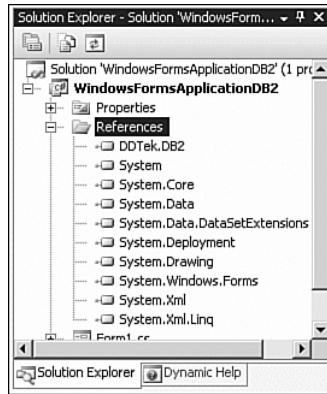 Solution Explorer - Solution 'WindowsForm...
Solution 'WindowsFormsApplicationDB2' (1 pro
WindowsFormsApplicationDB2
Properties
References
DDTek.DB2
System
System.Core
System.Data
System.Data.DataSetExtensions
System.Deployment
System.Drawing
System.Windows.Forms
System.Xml
System.Xml.Linq
Form1.cs
Solution Explorer
Dynamic Help